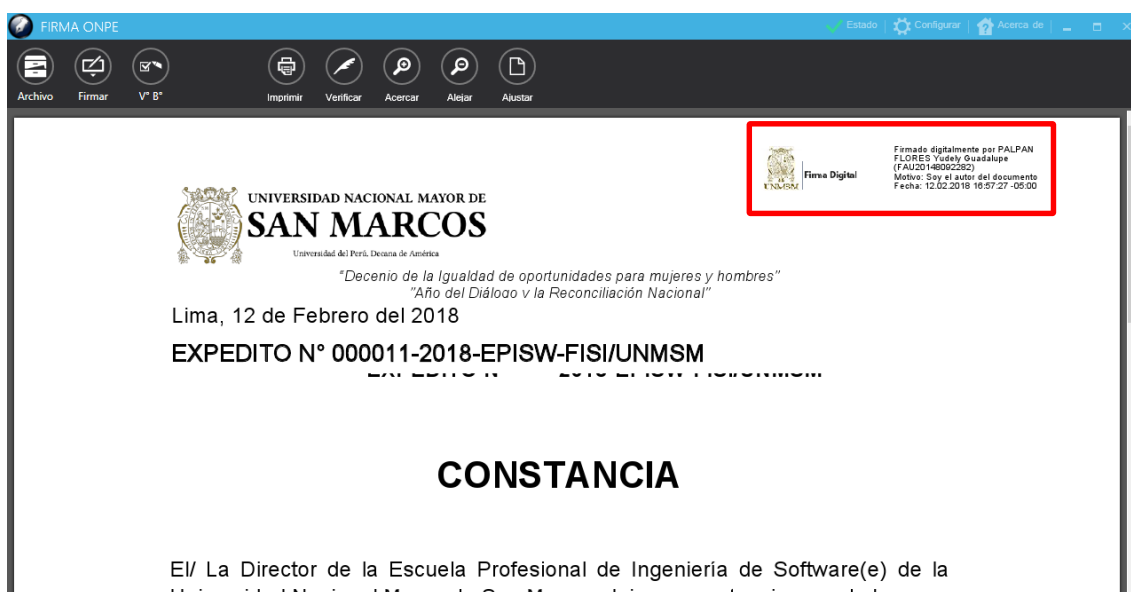 FIRMA ONPE
Estado
Configurar
Acerca de
Archivo
Firmar
V° B°
Imprimir
Verificar
Acercar
Alejar
Ajustar
UNMSM
Firma Digital
Firmado digitalmente por PALPAN
FLORES Yudely Guadalupe
(FAU20148092282)
Motivo: Soy el autor del documento
Fecha: 12.02.2018 16:57:27 -05:00
UNIVERSIDAD NACIONAL MAYOR DE
SAN MARCOS
Universidad del Perú, Decana de América
"Decenio de la Igualdad de oportunidades para mujeres y hombres"
"Año del Diálogo y la Reconciliación Nacional"
Lima, 12 de Febrero del 2018
EXPEDITO N° 000011-2018-EPISW-FISI/UNMSM
CONSTANCIA
El/ La Director de la Escuela Profesional de Ingeniería de Software(e) de la